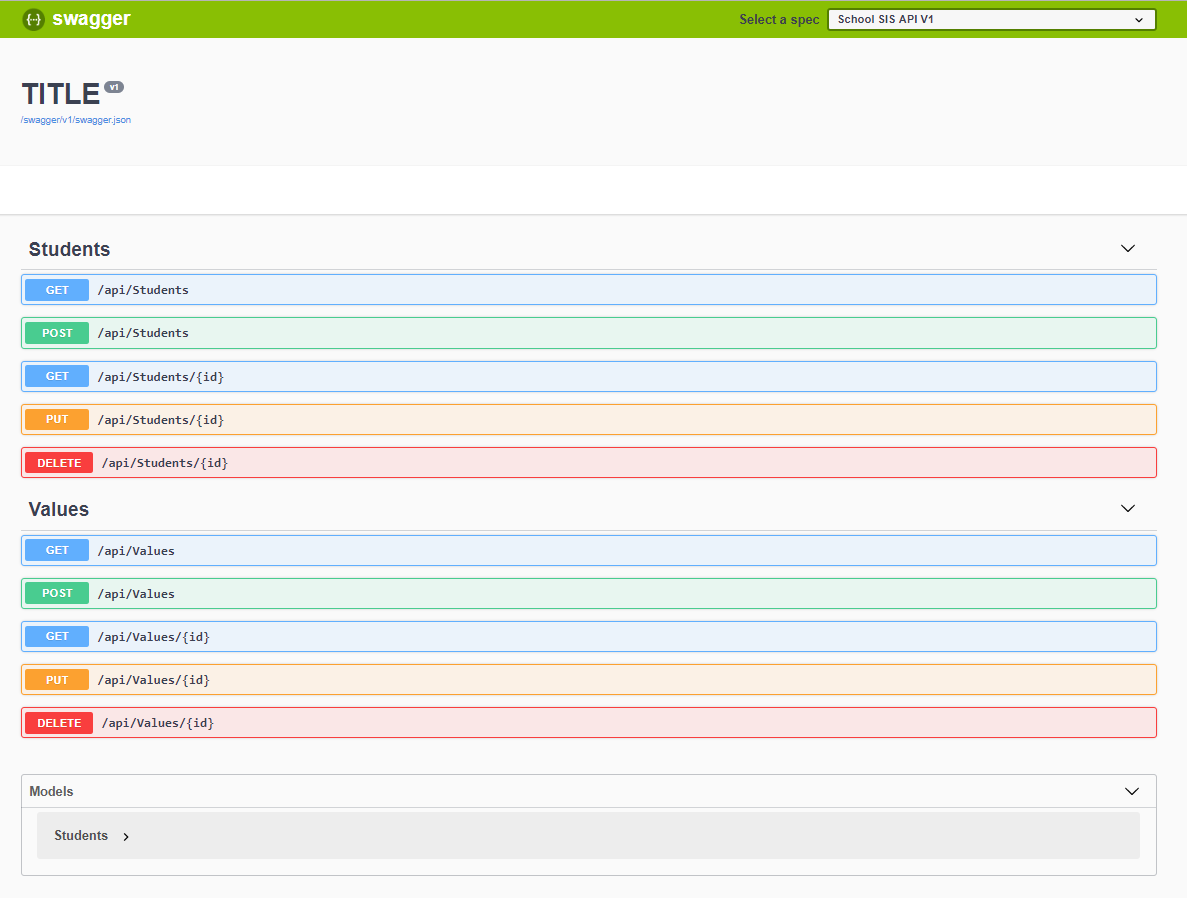 {··} swagger Select a spec School SIS API V1
TITLE v1
/swagger/v1/swagger.json
Students
GET /api/Students
POST /api/Students
GET /api/Students/{id}
PUT /api/Students/{id}
DELETE /api/Students/{id}
Values
GET /api/Values
POST /api/Values
GET /api/Values/{id}
PUT /api/Values/{id}
DELETE /api/Values/{id}
Models
Students